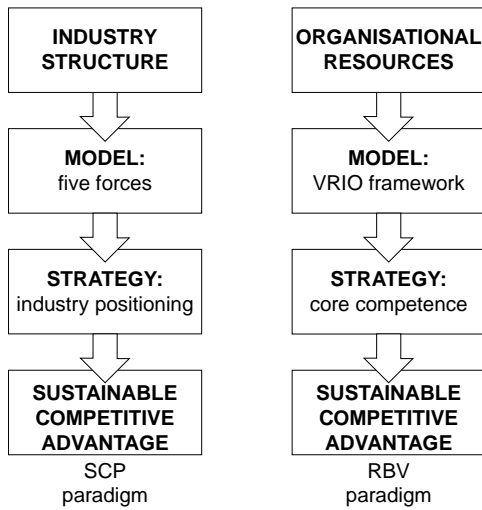 INDUSTRY
STRUCTURE
MODEL:
five forces
STRATEGY:
industry positioning
SUSTAINABLE
COMPETITIVE
ADVANTAGE
SCP
paradigm
ORGANISATIONAL
RESOURCES
MODEL:
VRIO framework
STRATEGY:
core competence
SUSTAINABLE
COMPETITIVE
ADVANTAGE
RBV
paradigm